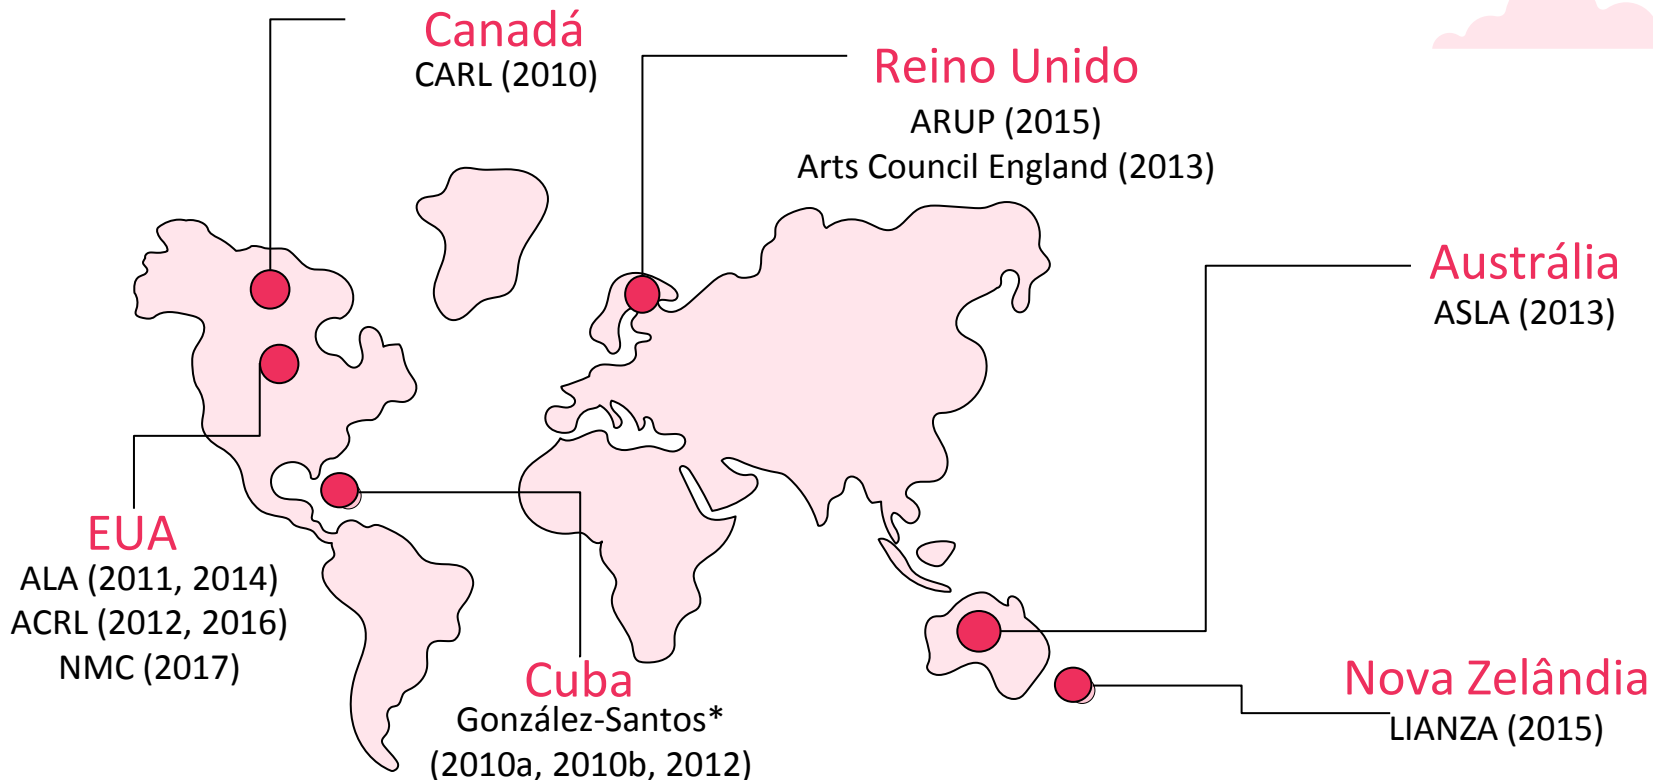 Canadá
CARL (2010)
Reino Unido
ARUP (2015)
Arts Council England (2013)
Austrália
ASLA (2013)
EUA
ALA (2011, 2014)
ACRL (2012, 2016)
NMC (2017)
Cuba
González-Santos*
(2010a, 2010b, 2012)
Nova Zelândia
LIANZA (2015)